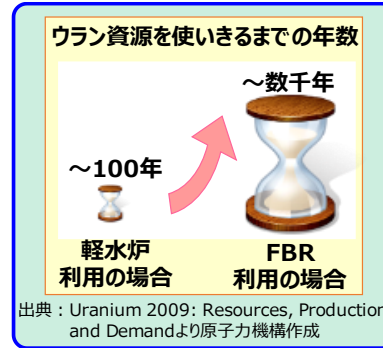 ウラン資源を使いきるまでの年数
～数千年
～100年
軽水炉
利用の場合
FBR
利用の場合
出典：Uranium 2009: Resources, Production
and Demandより原子力機構作成